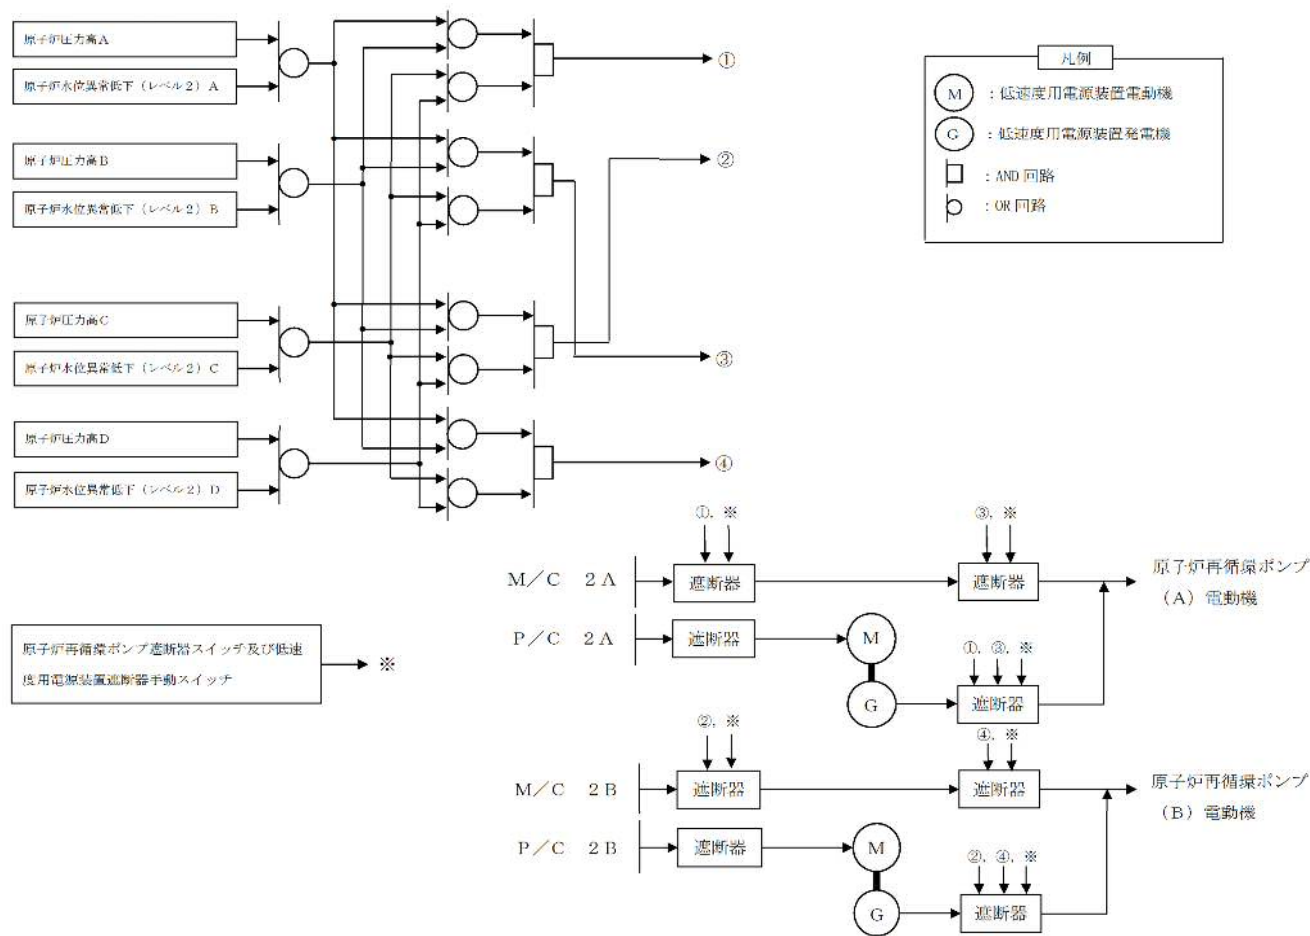 原子炉圧力高A
原子炉水位異常低下（レベル2）A
原子炉圧力高B
原子炉水位異常低下（レベル2）B
原子炉圧力高C
原子炉水位異常低下（レベル2）C
原子炉圧力高D
原子炉水位異常低下（レベル2）D
①
②
③
④
凡例
M ：低速度用電源装置電動機
G ：低速度用電源装置発電機
：AND 回路
：OR 回路
原子炉再循環ポンプ遮断器スイッチ及び低速
度用電源装置遮断器手動スイッチ
※
①，※
③，※
M／C 2A
遮断器
遮断器
原子炉再循環ポンプ
（A）電動機
P／C 2A
遮断器
M
①，③，※
G
遮断器
②，※
④，※
M／C 2B
遮断器
遮断器
原子炉再循環ポンプ
（B）電動機
P／C 2B
遮断器
M
②，④，※
G
遮断器